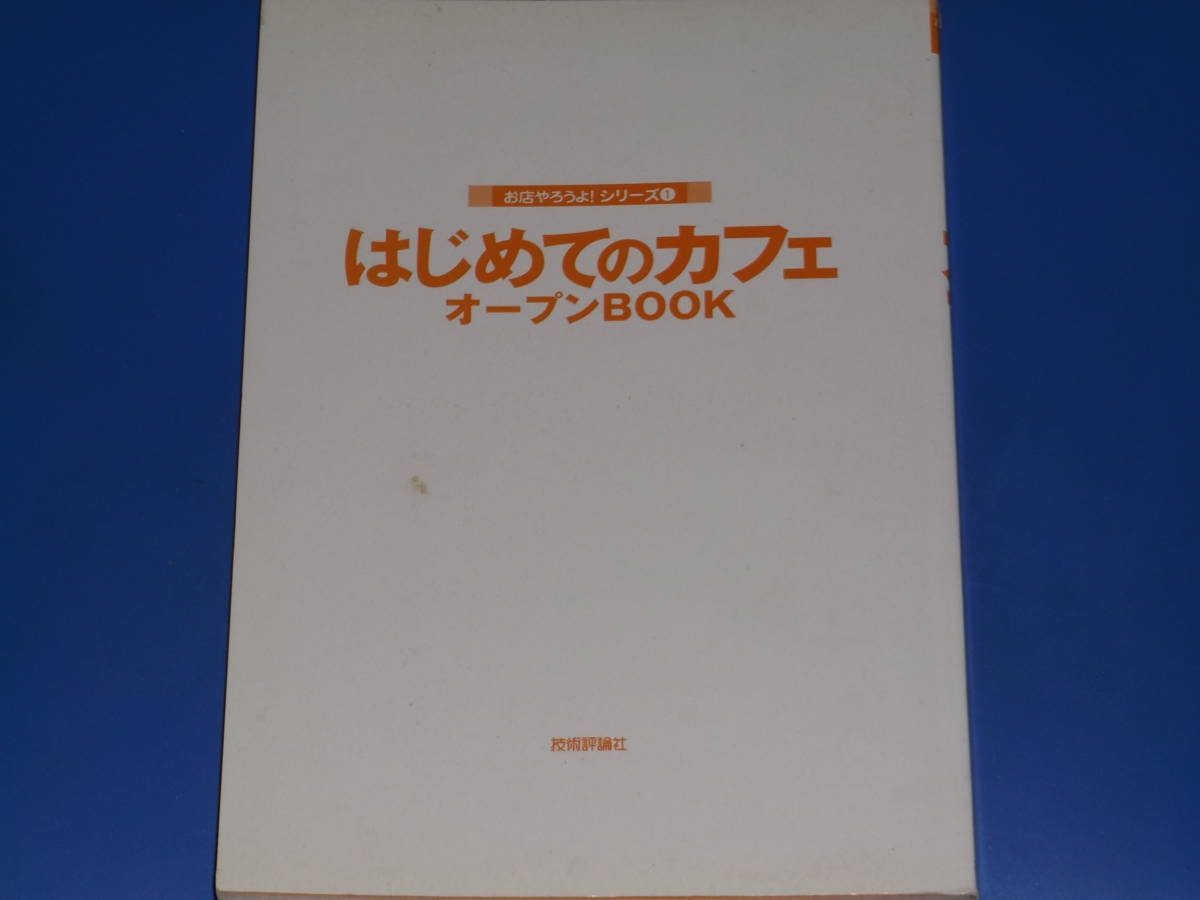 お店やろうよ!シリーズ❶
はじめてのカフェ
オープンBOOK
技術評論社